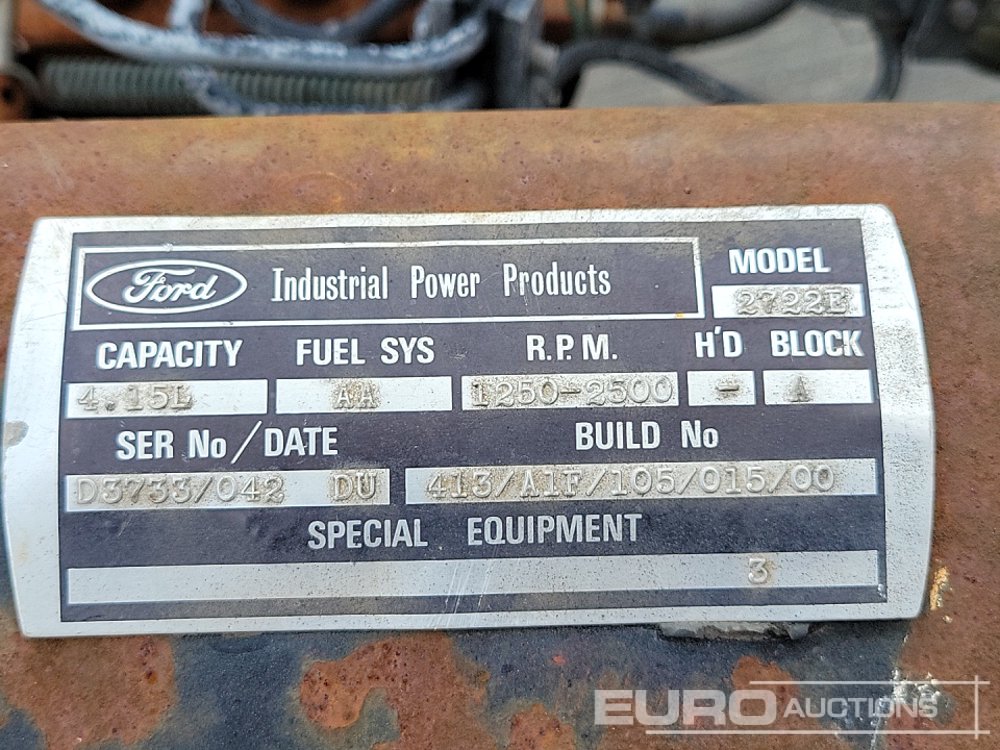 Ford Industrial Power Products
MODEL
2722E
CAPACITY FUEL SYS R.P.M. H'D BLOCK
4.15L AA 1250-2500 - A
SER No/DATE BUILD No
D3733/042 DU 413/A1F/105/015/00
SPECIAL EQUIPMENT
3
EURO AUCTIONS